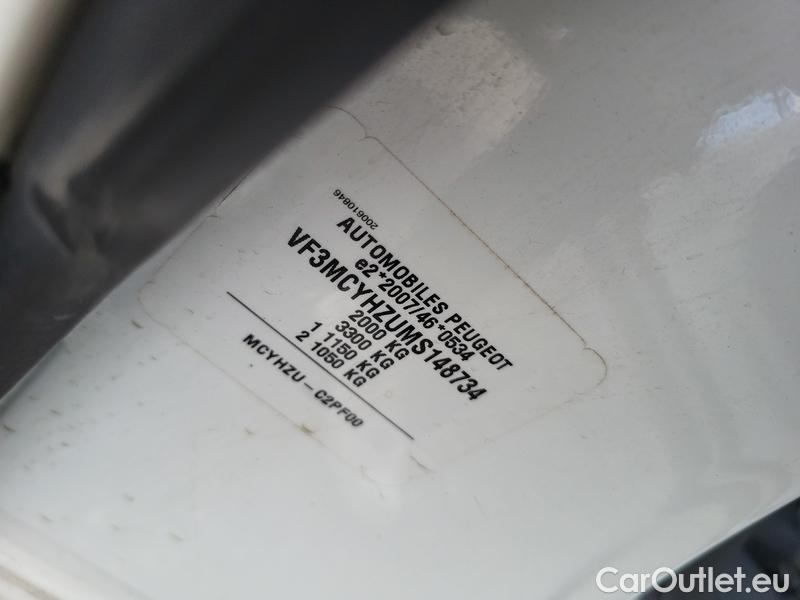 200610846
AUTOMOBILES PEUGEOT
e2*2007/46*0534
VF3MCYHZUMS148734
2000 KG
3300 KG
1 1150 KG
2 1050 KG
MCYHZU-C2PF00
CarOutlet.eu